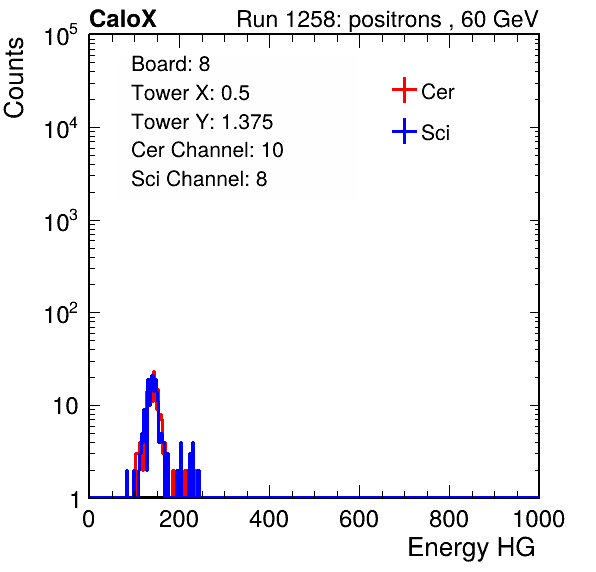 CaloX Run 1258: positrons , 60 GeV
Counts
10^5
10^4
10^3
10^2
10
1
Board: 8
Tower X: 0.5
Tower Y: 1.375
Cer Channel: 10
Sci Channel: 8
Cer
Sci
0 200 400 600 800 1000
Energy HG